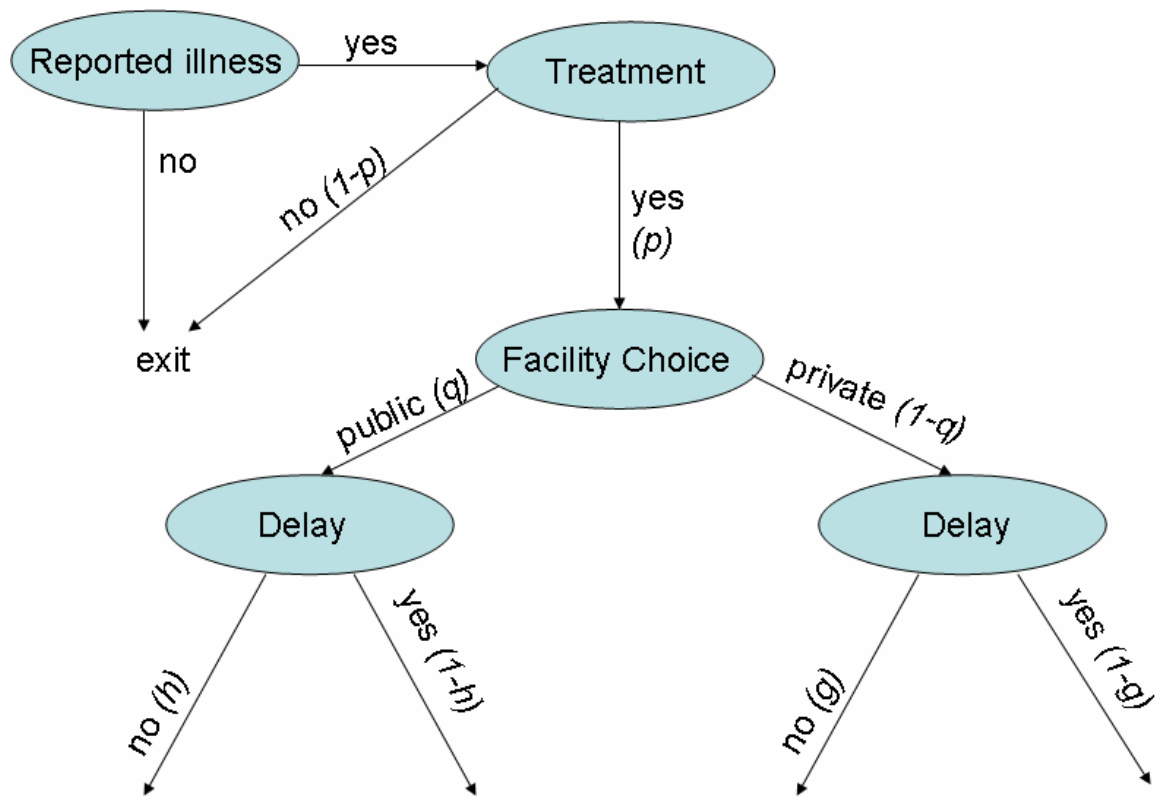 Reported illness
yes
Treatment
no
no (1-p)
yes
(p)
exit
Facility Choice
public (q)
private (1-q)
Delay
Delay
no (h)
yes (1-h)
no (g)
yes (1-g)